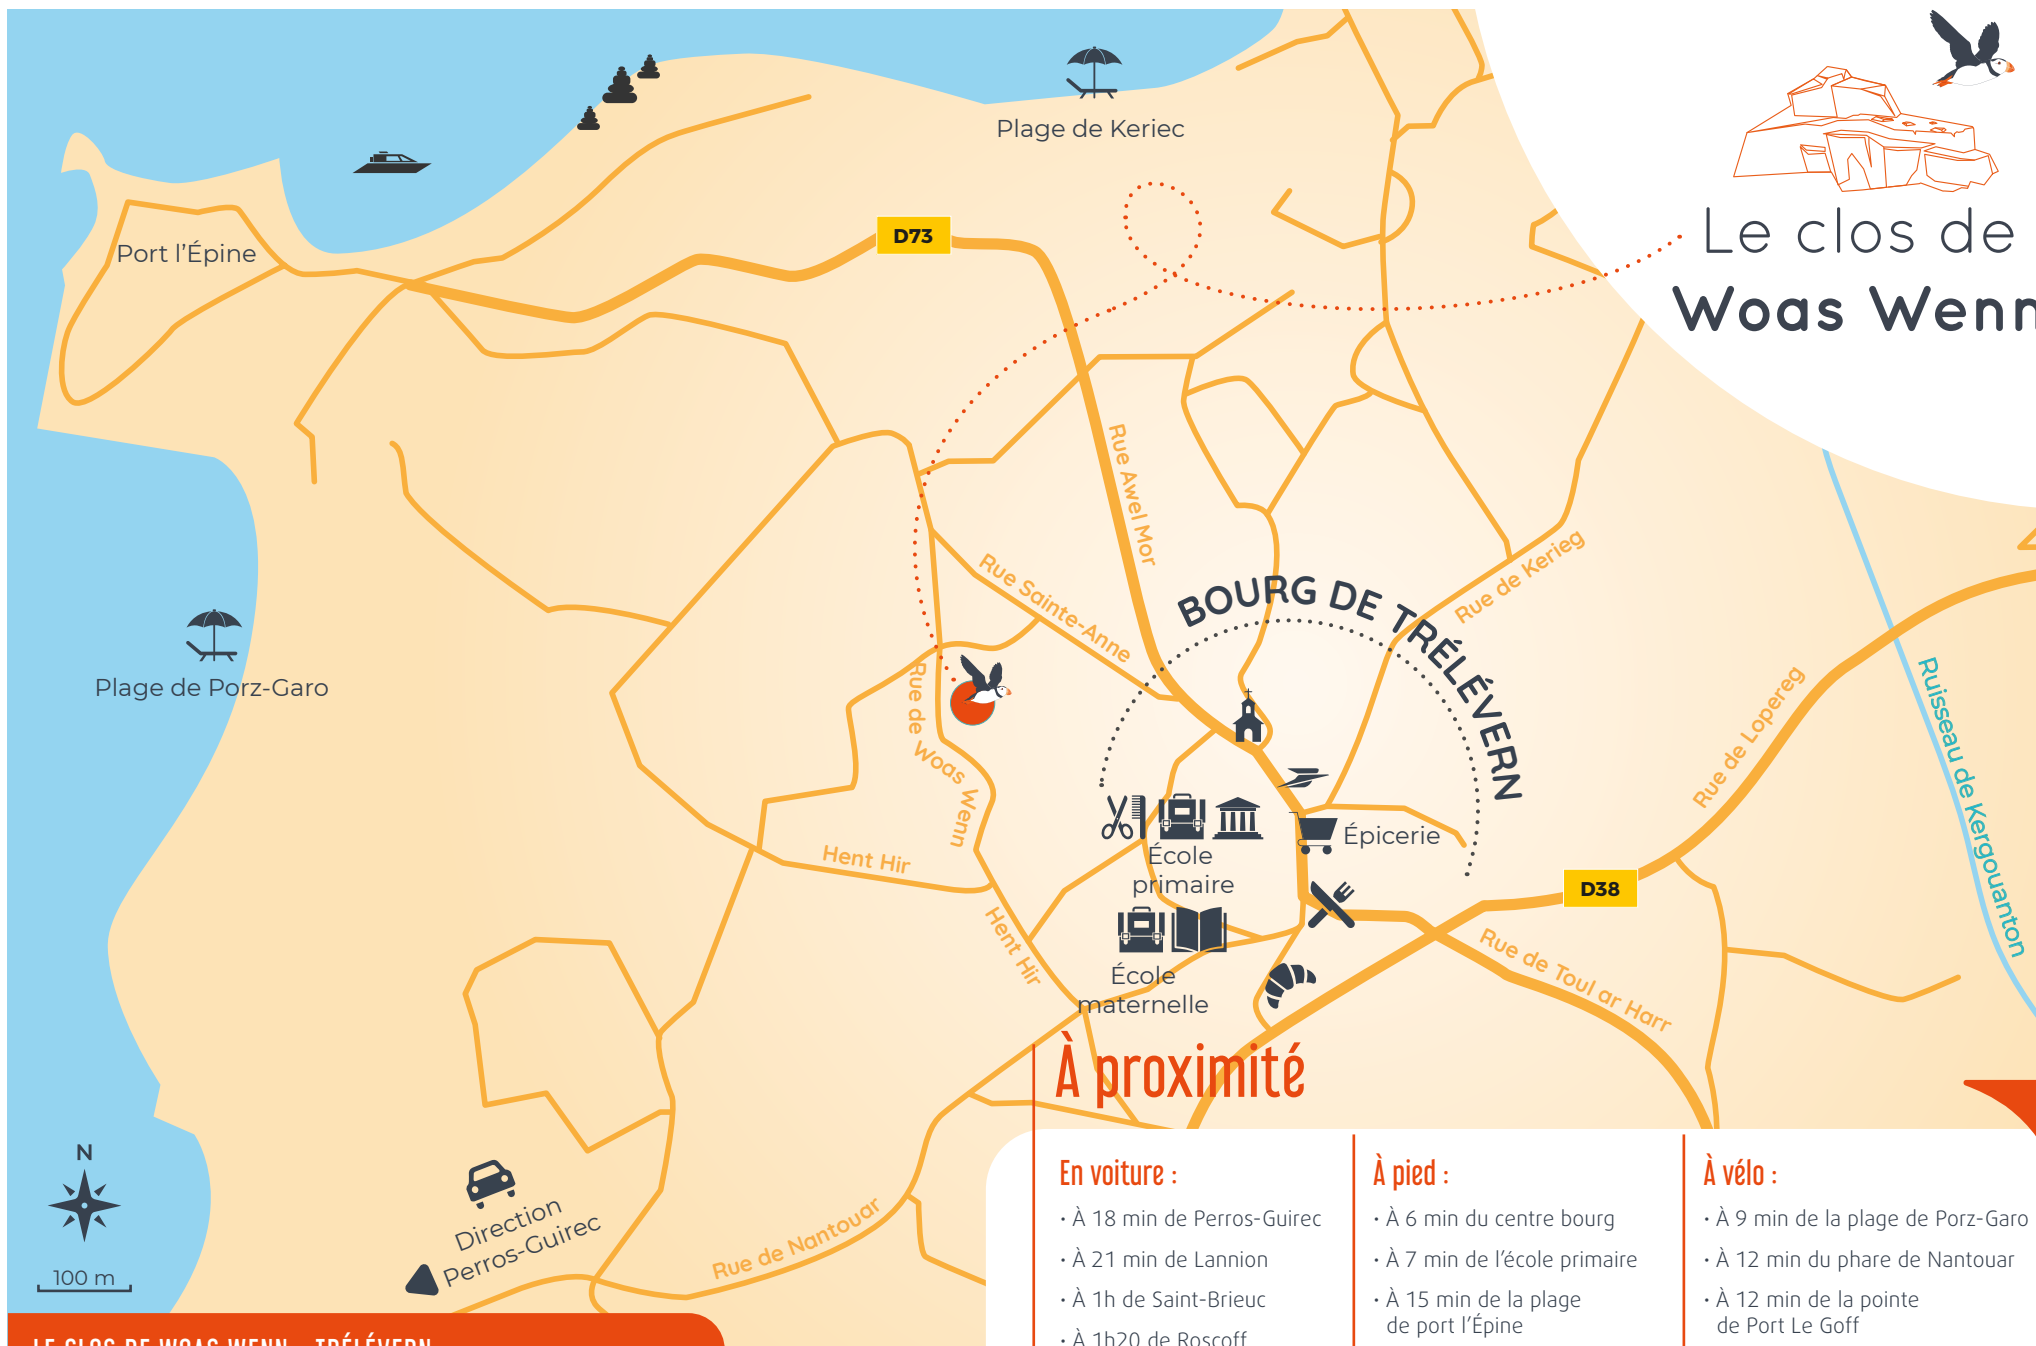 Plage de Keriec
Le clos de
Woas Wenn
D73
Port l'Épine
Rue Awel Mor
Rue Sainte-Anne
Rue de Kerieg
BOURG DE TRÉLÉVERN
Plage de Porz-Garo
Rue de Woas Wenn
Rue de Lopereg
Ruisseau de Kergouanton
Épicerie
École
primaire
Hent Hir
D38
Hent Hir
École
maternelle
Rue de Toul ar Harr
À proximité
N
100 m
Direction
Perros-Guirec
Rue de Nantouar
En voiture :
· À 18 min de Perros-Guirec
· À 21 min de Lannion
· À 1h de Saint-Brieuc
· À 1h20 de Roscoff
À pied :
· À 6 min du centre bourg
· À 7 min de l'école primaire
· À 15 min de la plage
de port l'Épine
À vélo :
· À 9 min de la plage de Porz-Garo
· À 12 min du phare de Nantouar
· À 12 min de la pointe
de Port Le Goff
LE CLOS DE WOAS WENN - TRÉLÉVERN